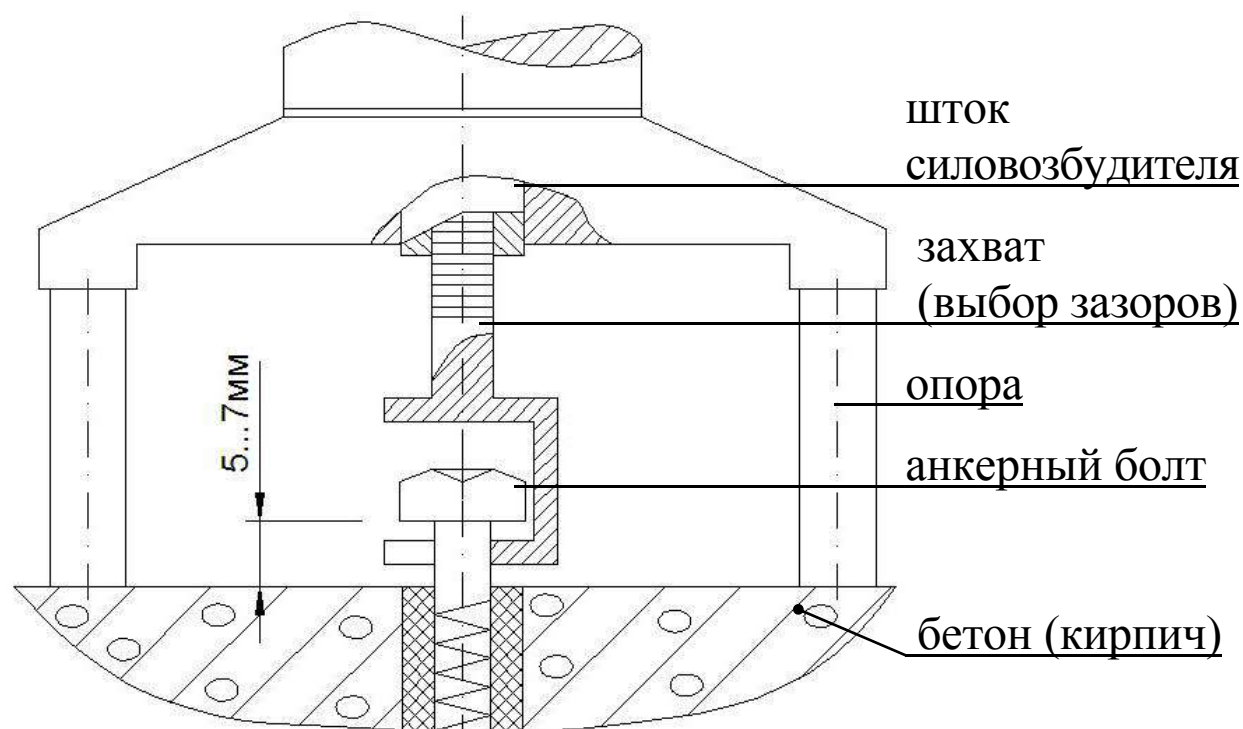 шток
силовозбудителя
захват
(выбор зазоров)
опора
5...7мм
анкерный болт
бетон (кирпич)